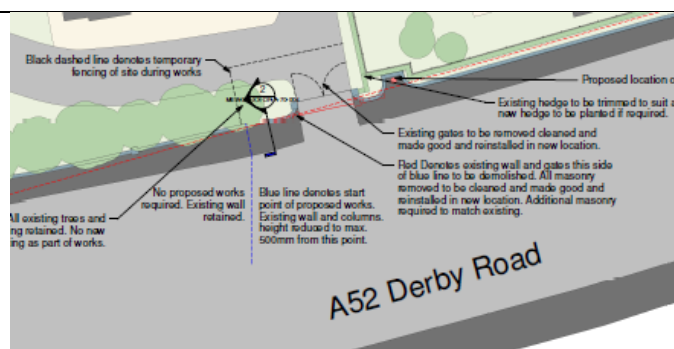 Black dashed line denotes temporary
fencing of site during works
2
Proposed location o
Existing hedge to be trimmed to suit a
new hedge to be planted if required.
Existing gates to be removed cleaned and
made good and reinstalled in new location.
Red Denotes existing wall and gates this side
of blue line to be demolished. All masonry
removed to be cleaned and made good and
reinstalled in new location. Additional masonry
required to match existing.
No proposed works
required. Existing wall
retained.
Blue line denotes start
point of proposed works.
Existing wall and columns.
height reduced to max.
500mm from this point.
All existing trees and
ng retained. No new
ing as part of works.
A52 Derby Road